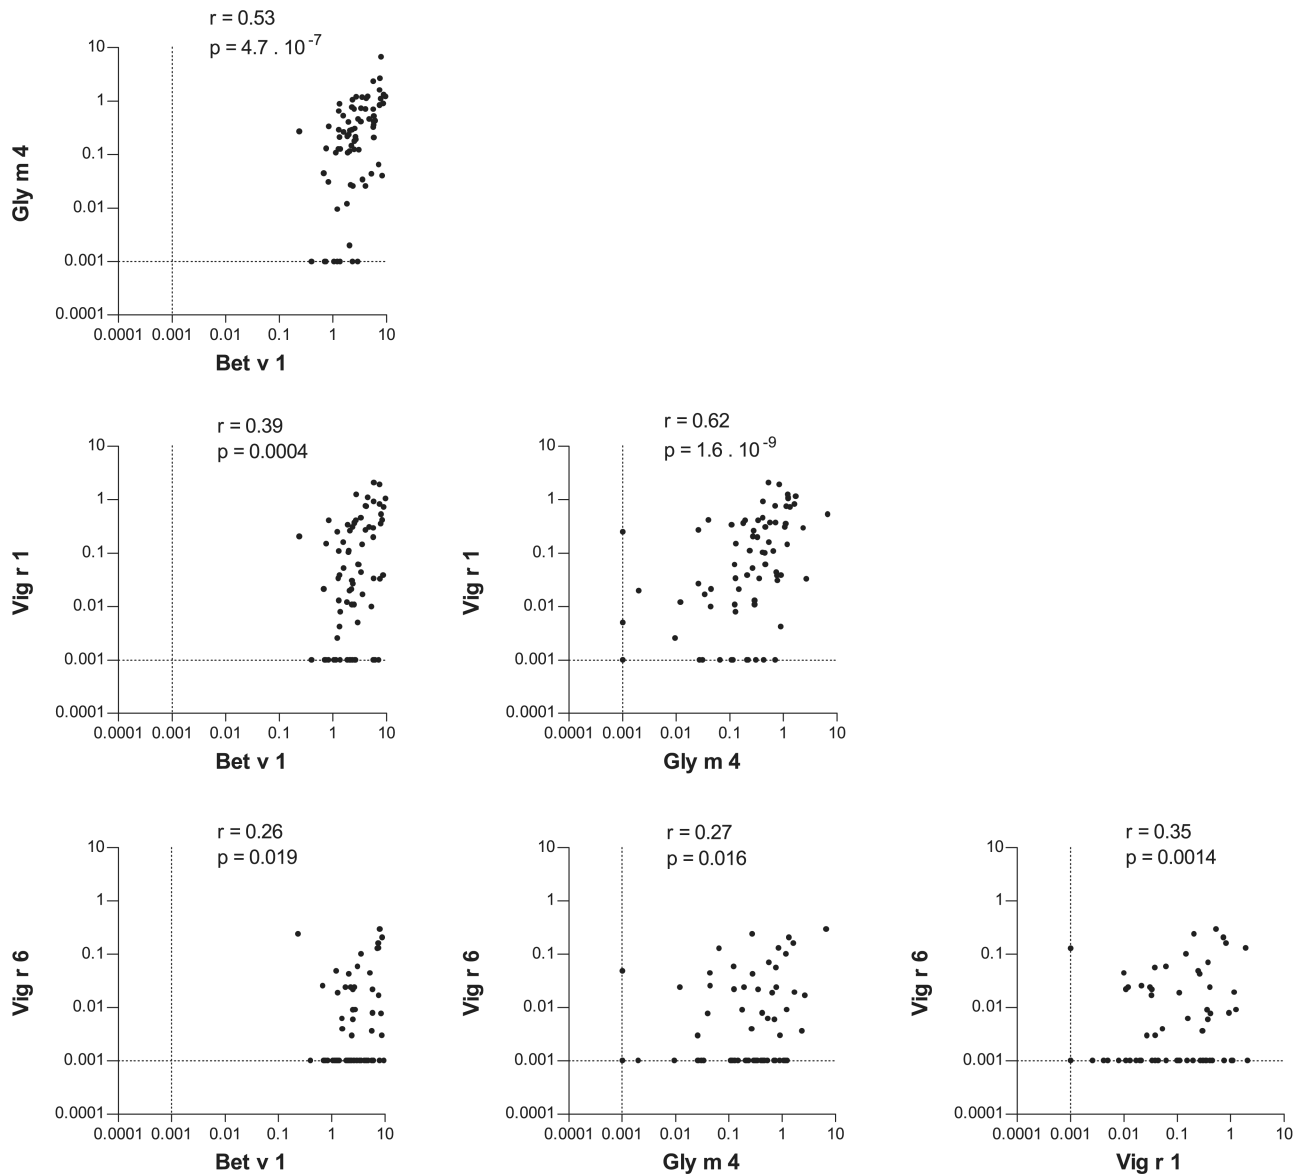 r = 0.53
p = 4.7 . 10⁻⁷
10
1
0.1
0.01
0.001
0.0001
Gly m 4
0.0001 0.001 0.01 0.1 1 10
Bet v 1
r = 0.39
p = 0.0004
10
1
0.1
0.01
0.001
0.0001
Vig r 1
0.0001 0.001 0.01 0.1 1 10
Bet v 1
r = 0.62
p = 1.6 . 10⁻⁹
10
1
0.1
0.01
0.001
0.0001
Vig r 1
0.0001 0.001 0.01 0.1 1 10
Gly m 4
r = 0.26
p = 0.019
10
1
0.1
0.01
0.001
0.0001
Vig r 6
0.0001 0.001 0.01 0.1 1 10
Bet v 1
r = 0.27
p = 0.016
10
1
0.1
0.01
0.001
0.0001
Vig r 6
0.0001 0.001 0.01 0.1 1 10
Gly m 4
r = 0.35
p = 0.0014
10
1
0.1
0.01
0.001
0.0001
Vig r 6
0.0001 0.001 0.01 0.1 1 10
Vig r 1